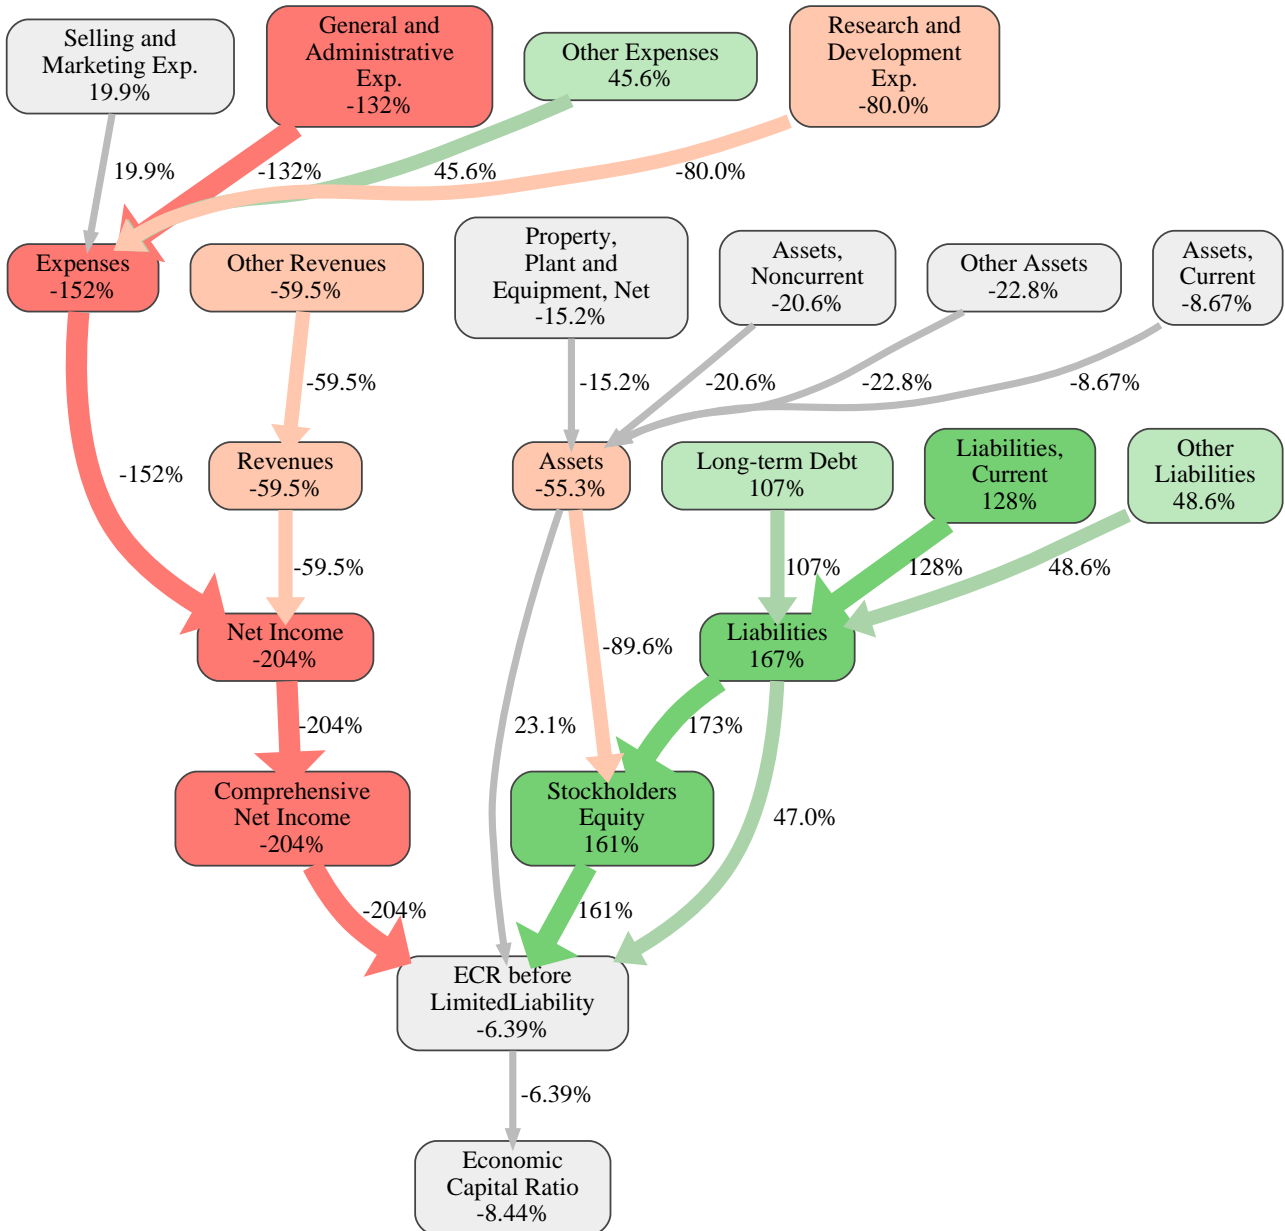 Selling and
Marketing Exp.
19.9%
General and
Administrative
Exp.
-132%
Other Expenses
45.6%
Research and
Development
Exp.
-80.0%
19.9%
-132%
45.6%
-80.0%
Expenses
-152%
Other Revenues
-59.5%
Property,
Plant and
Equipment, Net
-15.2%
Assets,
Noncurrent
-20.6%
Other Assets
-22.8%
Assets,
Current
-8.67%
-59.5%
-15.2%
-20.6%
-22.8%
-8.67%
-152%
Revenues
-59.5%
Assets
-55.3%
Long-term Debt
107%
Liabilities,
Current
128%
Other
Liabilities
48.6%
-59.5%
107%
128%
48.6%
Net Income
-204%
-89.6%
Liabilities
167%
-204%
23.1%
173%
Comprehensive
Net Income
-204%
Stockholders
Equity
161%
47.0%
-204%
161%
ECR before
LimitedLiability
-6.39%
-6.39%
Economic
Capital Ratio
-8.44%